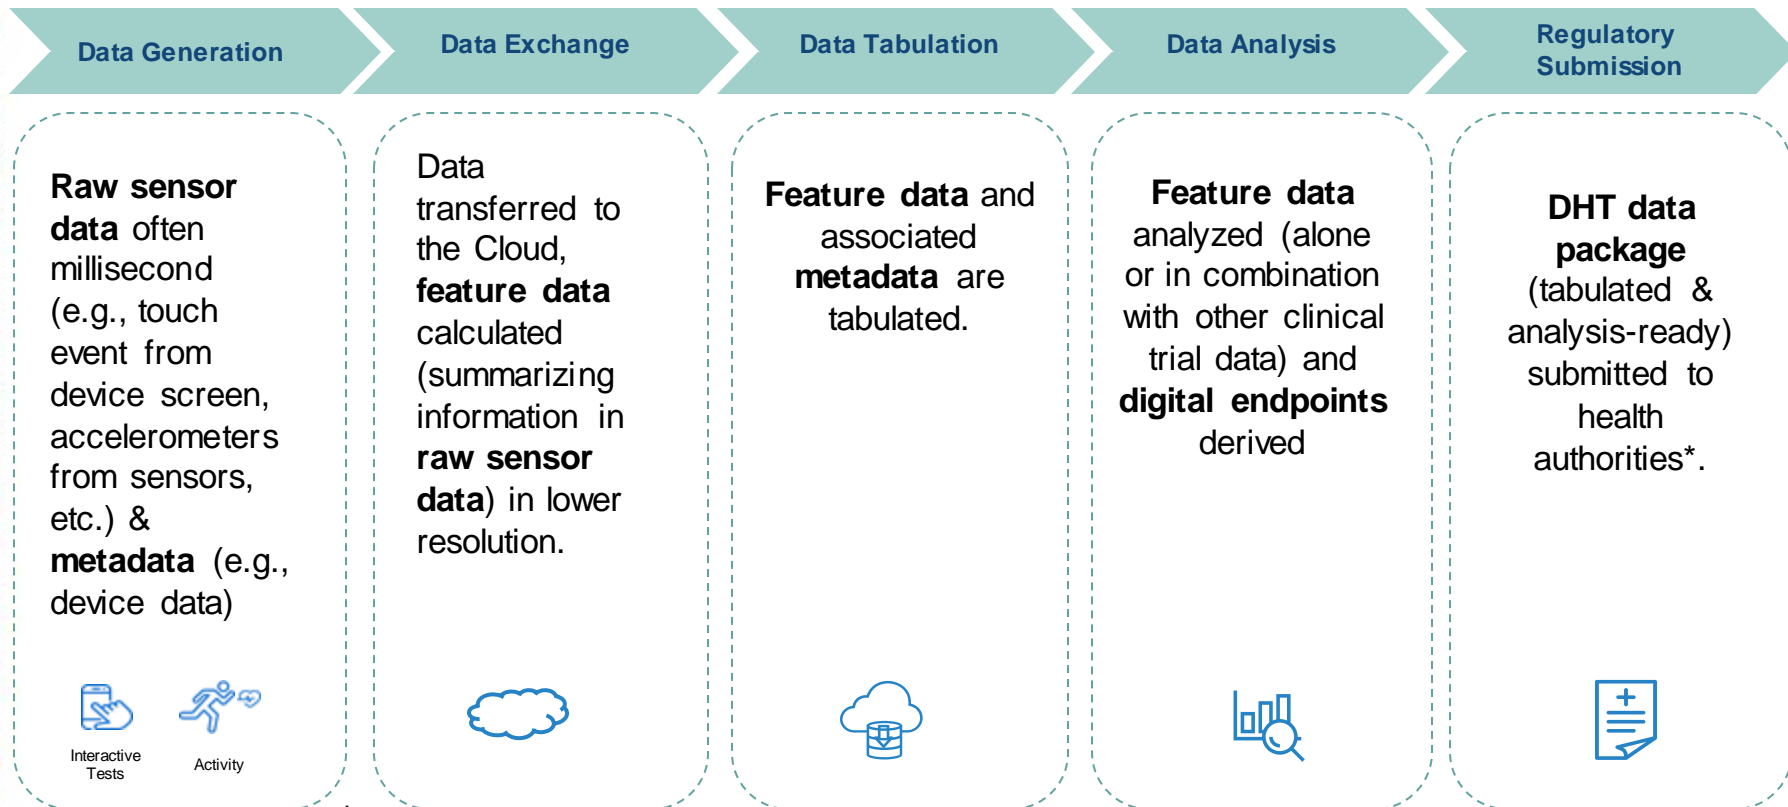 Data Generation
Data Exchange
Data Tabulation
Data Analysis
Regulatory
Submission
Raw sensor
data often
millisecond
(e.g., touch
event from
device screen,
accelerometers
from sensors,
etc.) &
metadata (e.g.,
device data)
Interactive
Tests
Activity
Data
transferred to
the Cloud,
feature data
calculated
(summarizing
information in
raw sensor
data) in lower
resolution.
Feature data and
associated
metadata are
tabulated.
Feature data
analyzed (alone
or in combination
with other clinical
trial data) and
digital endpoints
derived
DHT data
package
(tabulated &
analysis-ready)
submitted to
health
authorities*.